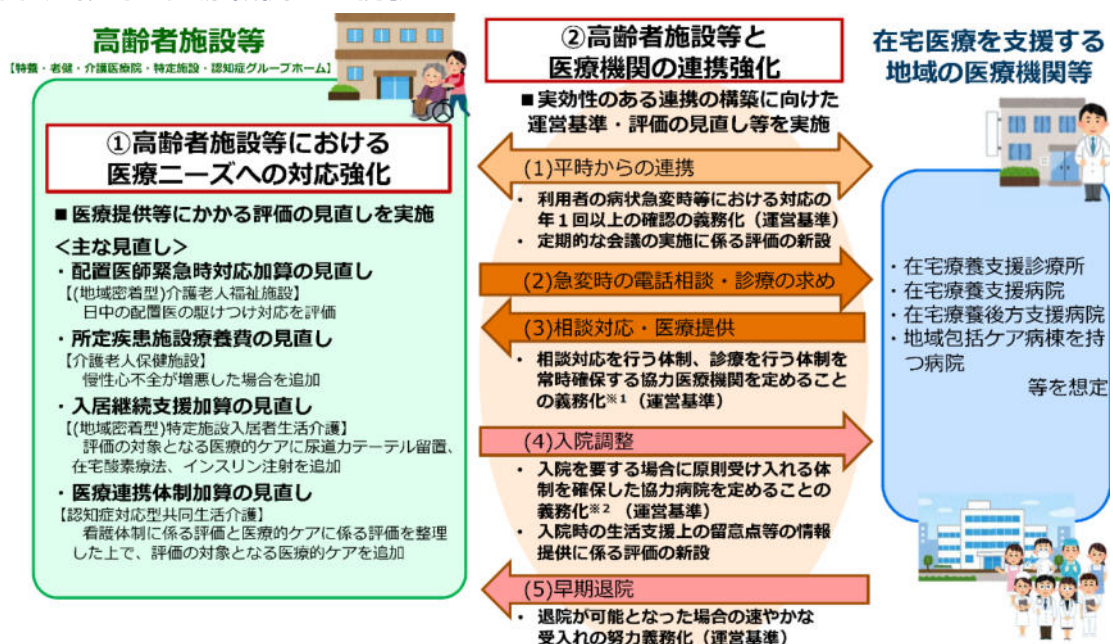 高齢者施設等
【特養・老健・介護医療院・特定施設・認知症グループホーム】
①高齢者施設等における
医療ニーズへの対応強化
■医療提供等にかかる評価の見直しを実施
<主な見直し>
・配置医師緊急時対応加算の見直し
【(地域密着型)介護老人福祉施設】
日中の配置医の駆けつけ対応を評価
・所定疾患施設療養費の見直し
【介護老人保健施設】
慢性心不全が増悪した場合を追加
・入居継続支援加算の見直し
【(地域密着型)特定施設入居者生活介護】
評価の対象となる医療的ケアに尿道カテーテル留置、
在宅酸素療法、インスリン注射を追加
・医療連携体制加算の見直し
【認知症対応型共同生活介護】
看護体制に係る評価と医療的ケアに係る評価を整理
した上で、評価の対象となる医療的ケアを追加
②高齢者施設等と
医療機関の連携強化
■実効性のある連携の構築に向けた
運営基準・評価の見直し等を実施
(1)平時からの連携
・ 利用者の病状急変時等における対応の
年1回以上の確認の義務化（運営基準）
・ 定期的な会議の実施に係る評価の新設
(2)急変時の電話相談・診療の求め
(3)相談対応・医療提供
・ 相談対応を行う体制、診療を行う体制を
常時確保する協力医療機関を定めること
の義務化※1（運営基準）
(4)入院調整
・ 入院を要する場合に原則受け入れる体
制を確保した協力病院を定めることの
義務化※2（運営基準）
・ 入院時の生活支援上の留意点等の情報
提供に係る評価の新設
(5)早期退院
・ 退院が可能となった場合の速やかな
受入れの努力義務化（運営基準）
在宅医療を支援する
地域の医療機関等
・在宅療養支援診療所
・在宅療養支援病院
・在宅療養後方支援病院
・地域包括ケア病棟を持
つ病院
等を想定